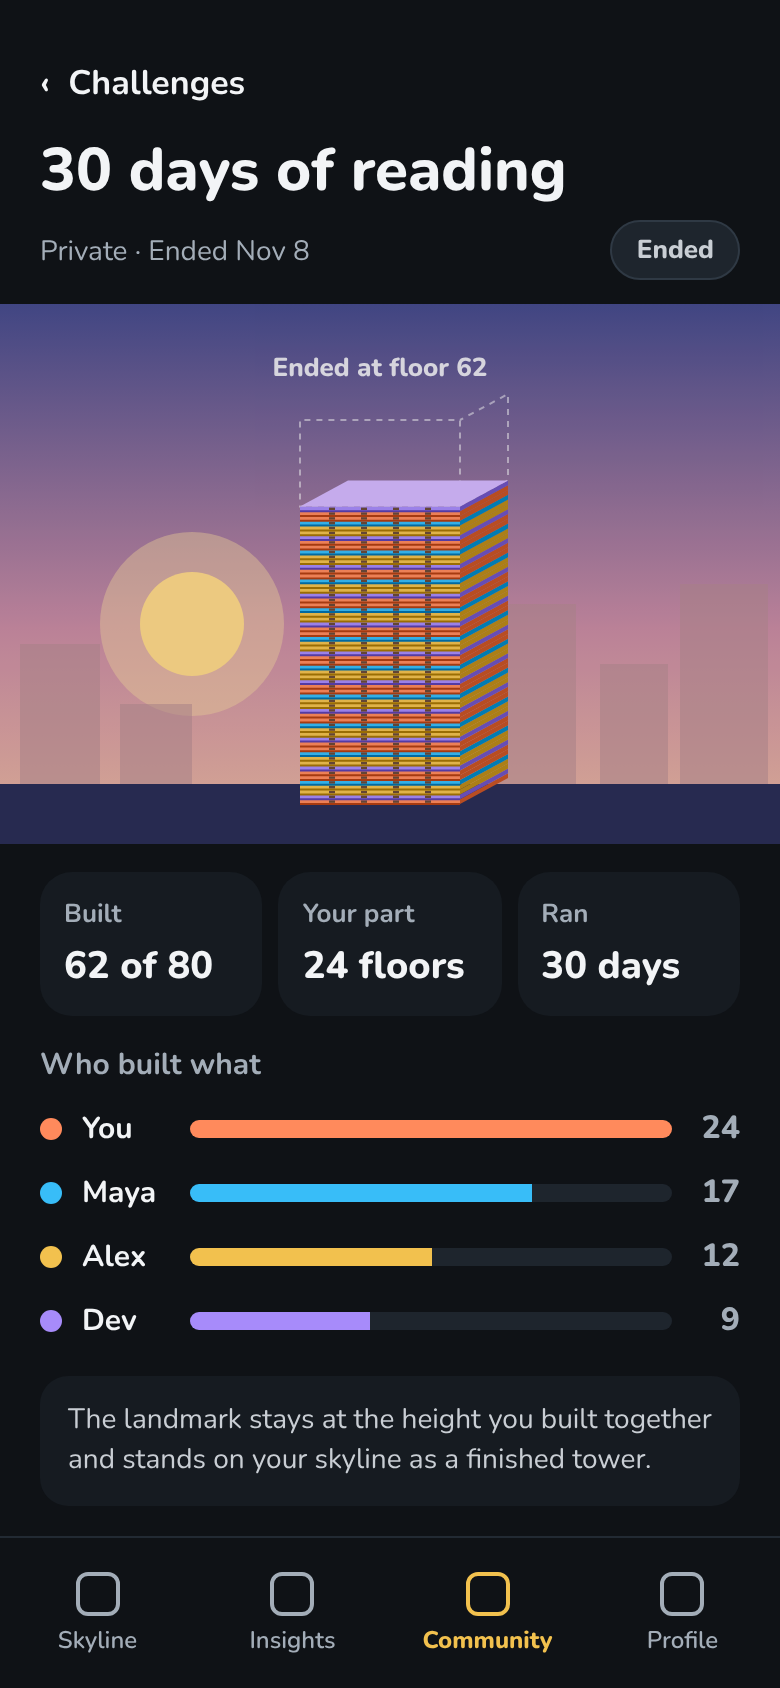 ‹ Challenges
30 days of reading
Private · Ended Nov 8
Ended
Ended at floor 62
Built
62 of 80
Your part
24 floors
Ran
30 days
Who built what
You 24
Maya 17
Alex 12
Dev 9
The landmark stays at the height you built together
and stands on your skyline as a finished tower.
Skyline
Insights
Community
Profile